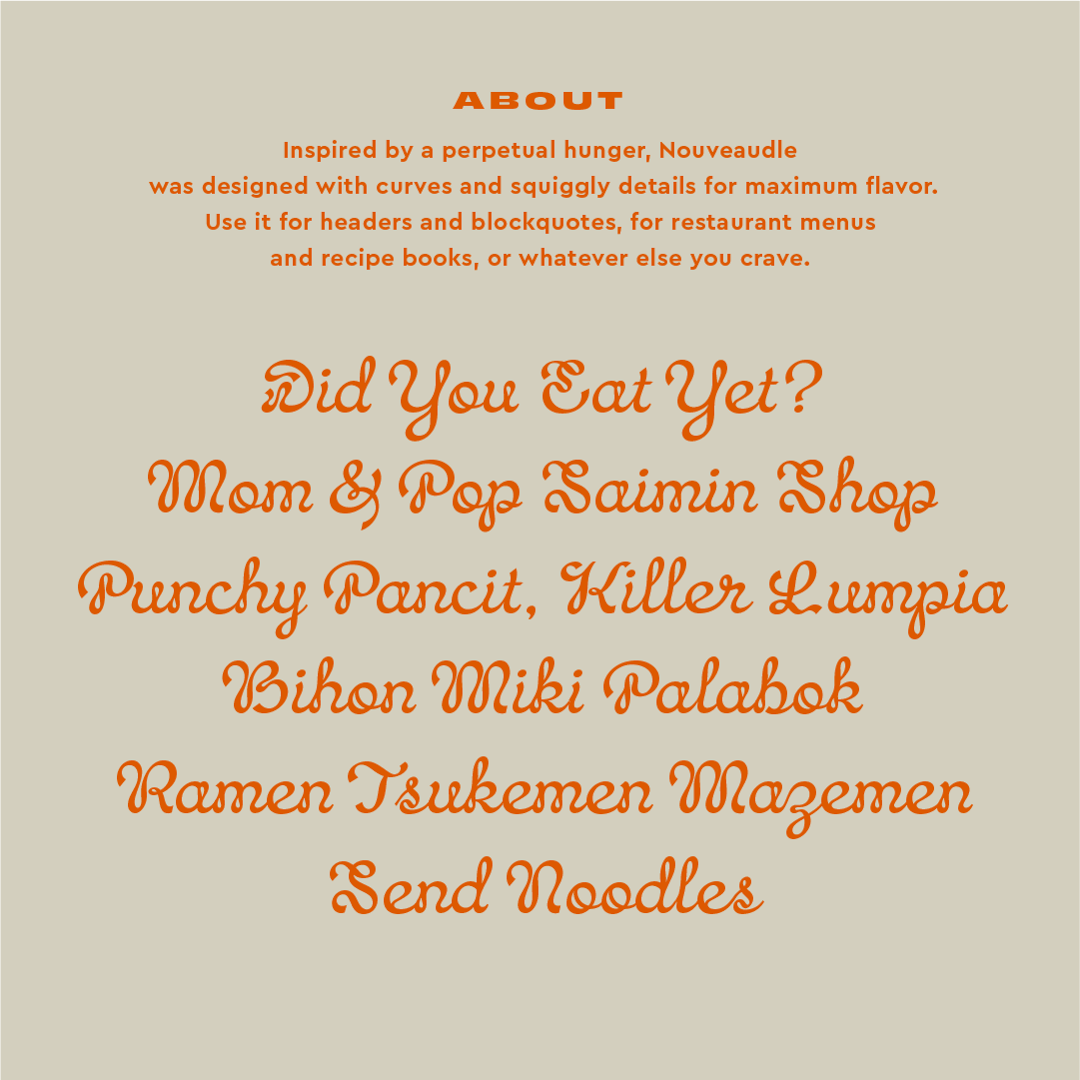 ABOUT
Inspired by a perpetual hunger, Nouveaudle
was designed with curves and squiggly details for maximum flavor.
Use it for headers and blockquotes, for restaurant menus
and recipe books, or whatever else you crave.
Did You Eat Yet?
Mom & Pop Saimin Shop
Punchy Pancit, Killer Lumpia
Bihon Miki Palabok
Ramen Tsukemen Mazemen
Send Noodles